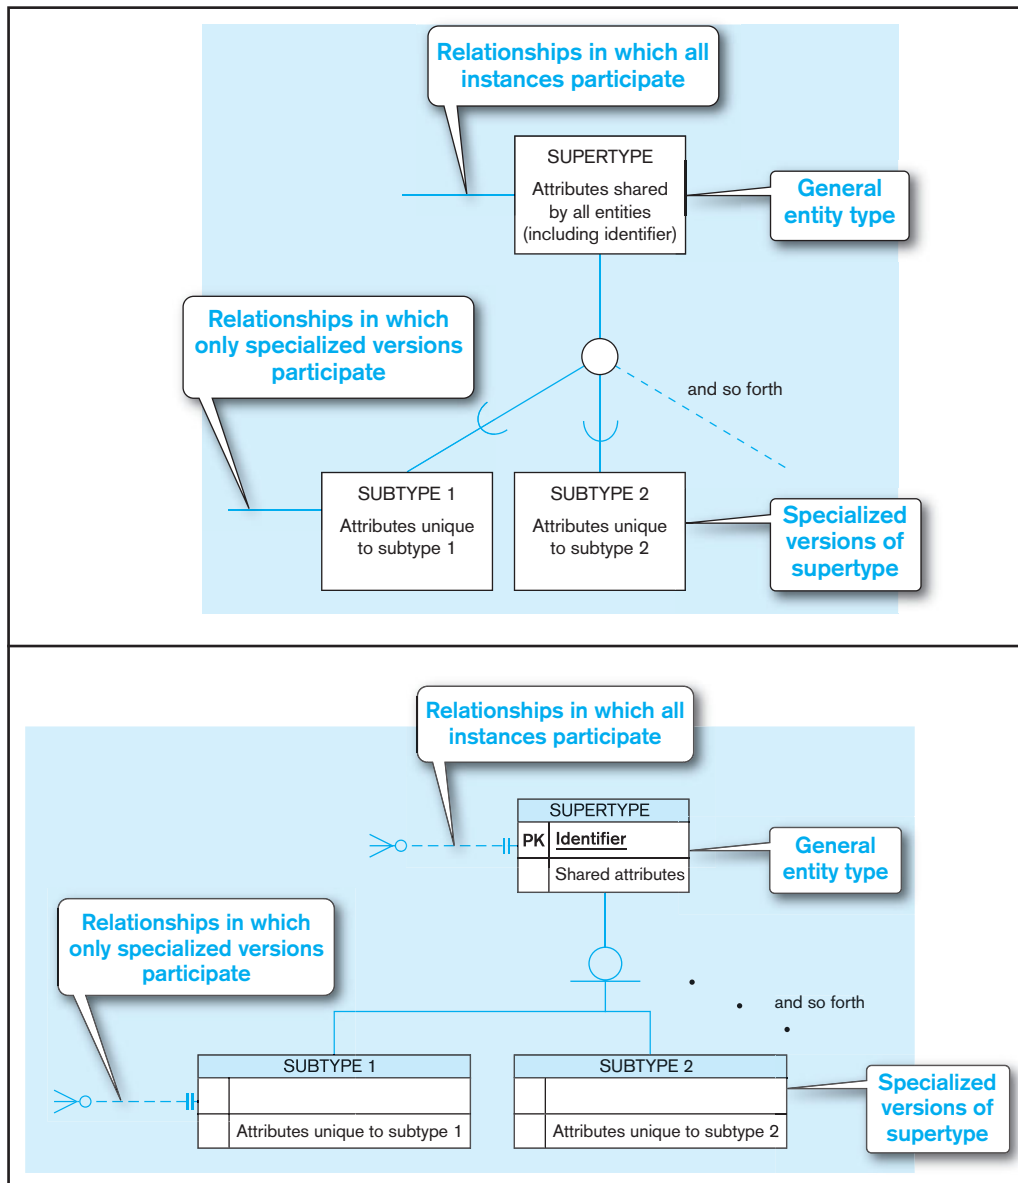 Relationships in which all
instances participate
SUPERTYPE
Attributes shared
by all entities
(including identifier)
General
entity type
Relationships in which
only specialized versions
participate
and so forth
SUBTYPE 1
Attributes unique
to subtype 1
SUBTYPE 2
Attributes unique
to subtype 2
Specialized
versions of
supertype
Relationships in which all
instances participate
SUPERTYPE
PK Identifier
Shared attributes
General
entity type
Relationships in which
only specialized versions
participate
and so forth
SUBTYPE 1
Attributes unique to subtype 1
SUBTYPE 2
Attributes unique to subtype 2
Specialized
versions of
supertype